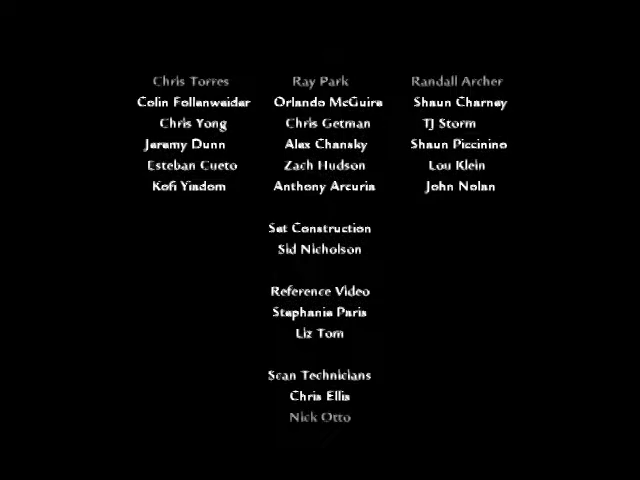 Chris Torres Ray Park Randall Archer
Colin Follenweider Orlando McGuire Shaun Charney
Chris Yong Chris Getman TJ Storm
Jeremy Dunn Alex Chansky Shaun Piccinino
Esteban Cueto Zach Hudson Lou Klein
Kofi Yiadom Anthony Arcuria John Nolan
Set Construction
Sid Nicholson
Reference Video
Stephanie Paris
Liz Tom
Scan Technicians
Chris Ellis
Nick Otto